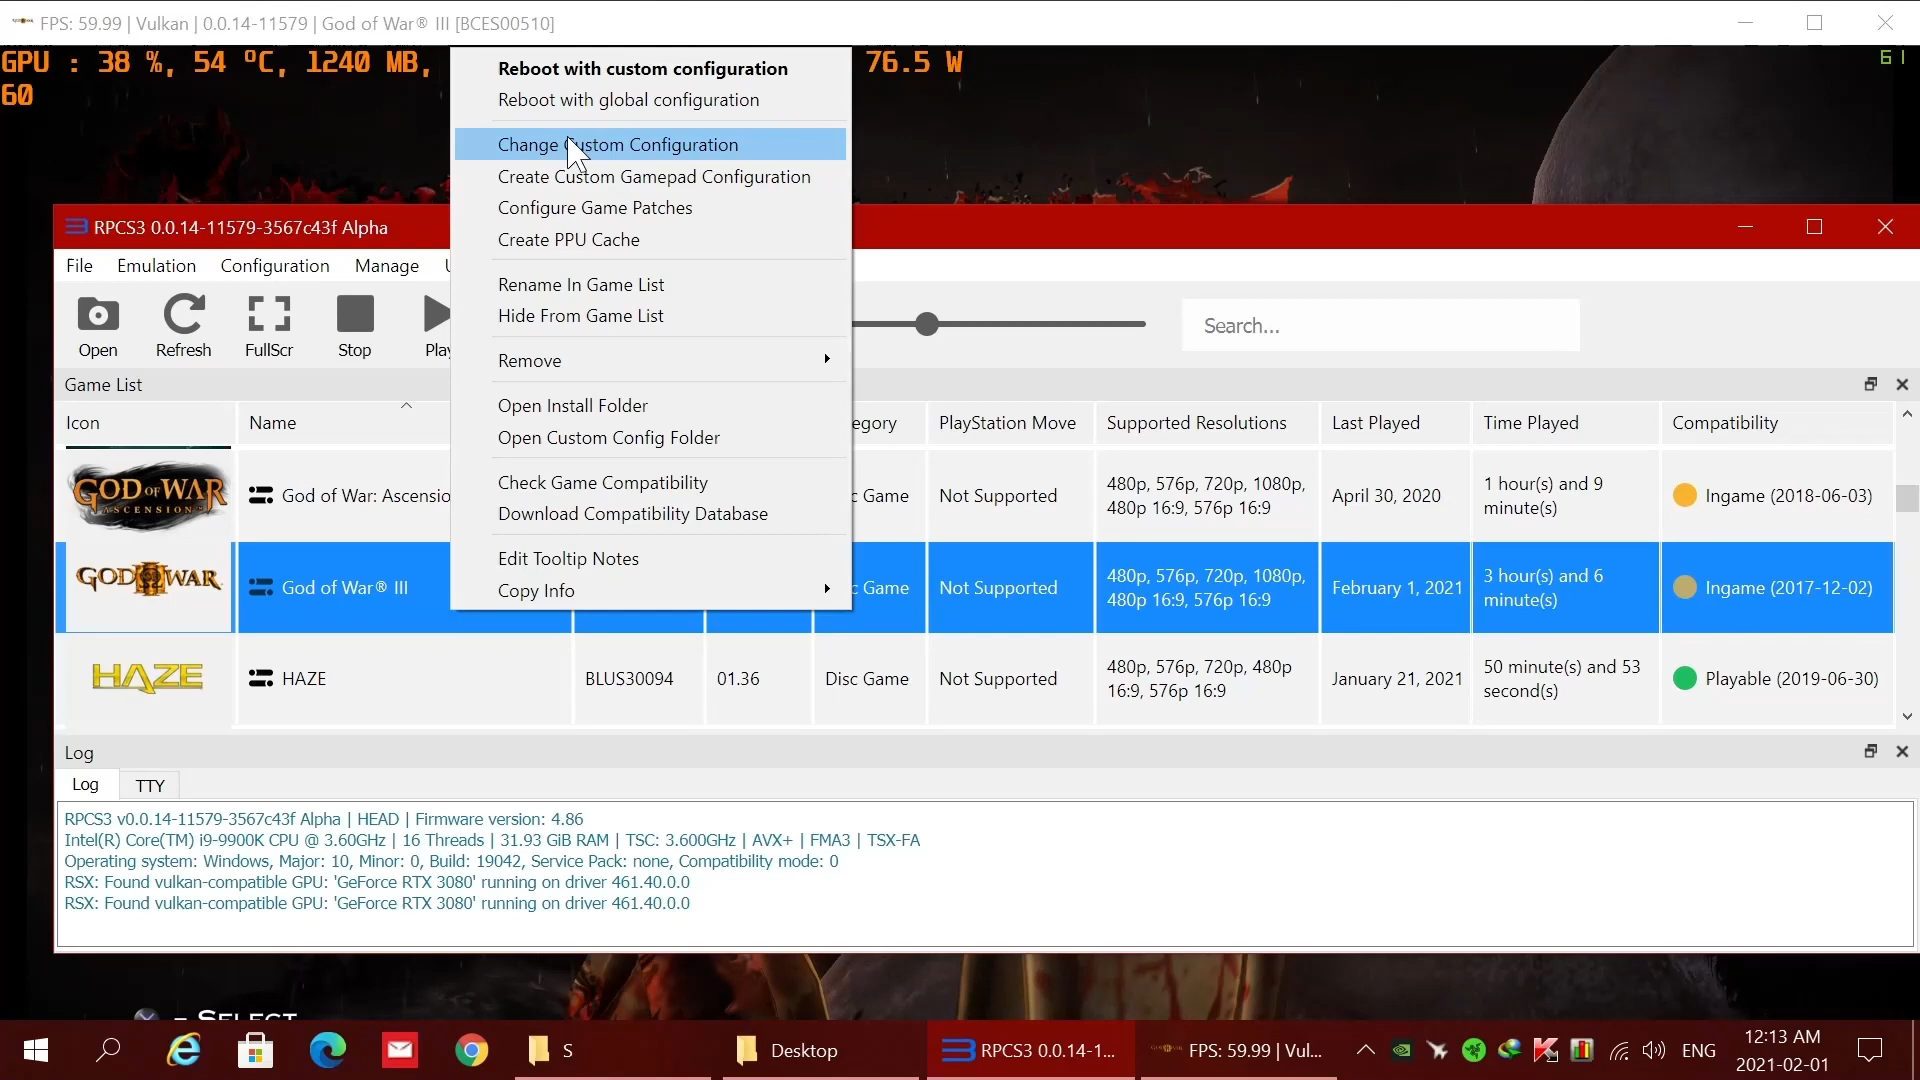 FPS: 59.99 | Vulkan | 0.0.14-11579 | God of War® III [BCES00510]
GPU : 38 %, 54 °C, 1240 MB,
76.5 W
61
60
Reboot with custom configuration
Reboot with global configuration
Change Custom Configuration
Create Custom Gamepad Configuration
Configure Game Patches
Create PPU Cache
Rename In Game List
Hide From Game List
Remove
Open Install Folder
Open Custom Config Folder
Check Game Compatibility
Download Compatibility Database
Edit Tooltip Notes
Copy Info
RPCS3 0.0.14-11579-3567c43f Alpha
File Emulation Configuration Manage
Open Refresh FullScr Stop Play
Search...
Game List
Icon Name egory PlayStation Move Supported Resolutions Last Played Time Played Compatibility
GOD OF WAR
ASCENSION
God of War: Ascensio
c Game
Not Supported
480p, 576p, 720p, 1080p,
480p 16:9, 576p 16:9
April 30, 2020
1 hour(s) and 9
minute(s)
Ingame (2018-06-03)
GOD OF WAR
God of War® III
c Game
Not Supported
480p, 576p, 720p, 1080p,
480p 16:9, 576p 16:9
February 1, 2021
3 hour(s) and 6
minute(s)
Ingame (2017-12-02)
HAZE
HAZE
BLUS30094
01.36
Disc Game
Not Supported
480p, 576p, 720p, 480p
16:9, 576p 16:9
January 21, 2021
50 minute(s) and 53
second(s)
Playable (2019-06-30)
Log
Log TTY
RPCS3 v0.0.14-11579-3567c43f Alpha | HEAD | Firmware version: 4.86
Intel(R) Core(TM) i9-9900K CPU @ 3.60GHz | 16 Threads | 31.93 GiB RAM | TSC: 3.600GHz | AVX+ | FMA3 | TSX-FA
Operating system: Windows, Major: 10, Minor: 0, Build: 19042, Service Pack: none, Compatibility mode: 0
RSX: Found vulkan-compatible GPU: 'GeForce RTX 3080' running on driver 461.40.0.0
RSX: Found vulkan-compatible GPU: 'GeForce RTX 3080' running on driver 461.40.0.0
= SELECT
S
Desktop
RPCS3 0.0.14-1...
FPS: 59.99 | Vul...
ENG
12:13 AM
2021-02-01